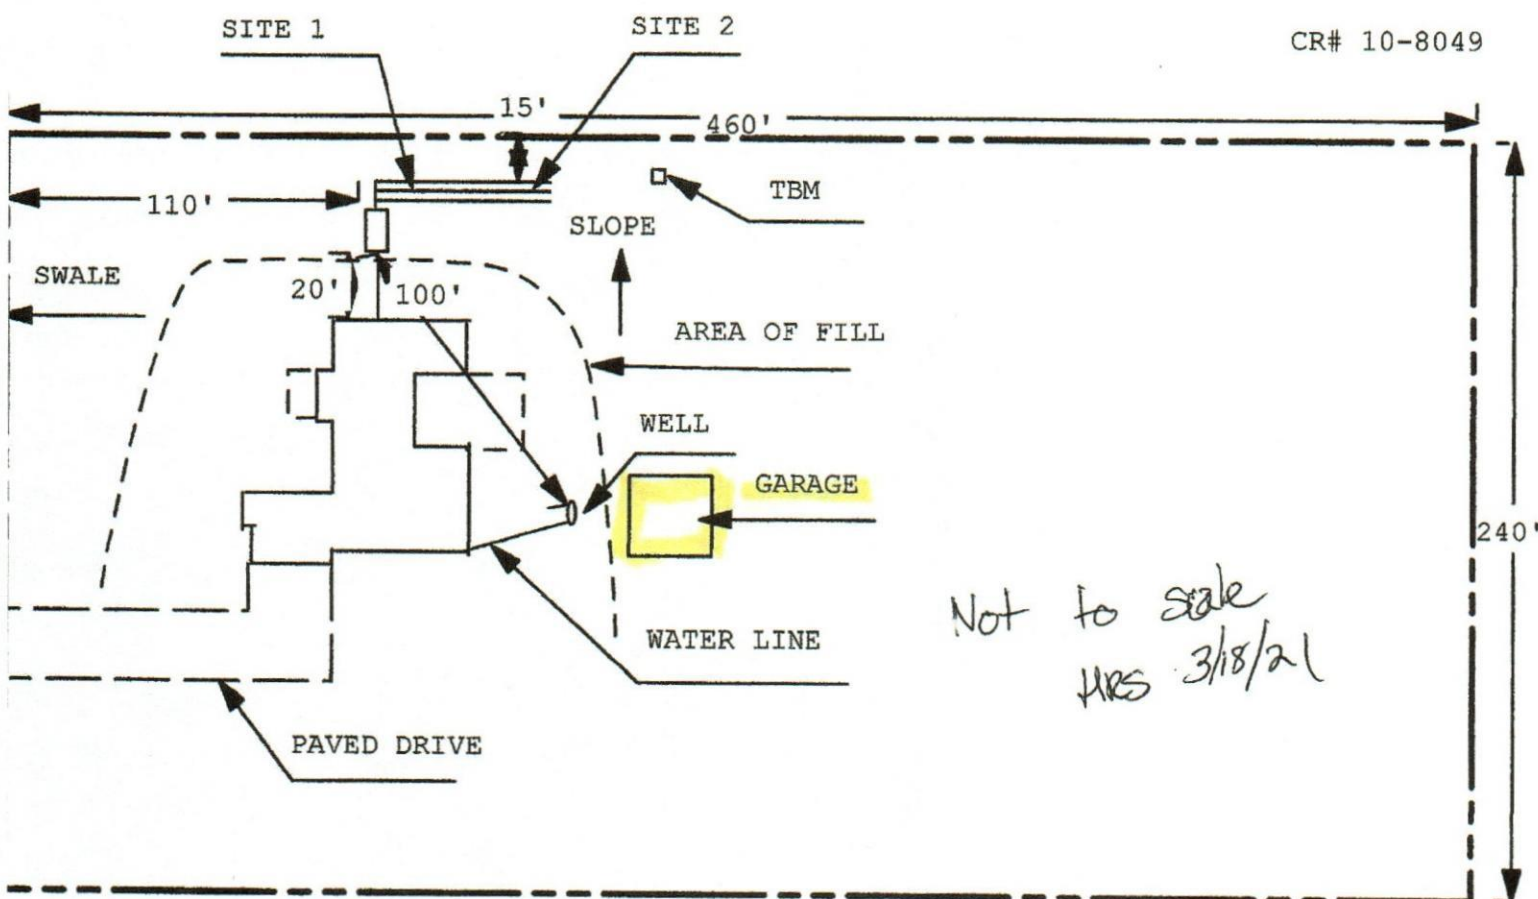 SITE 1
SITE 2
CR# 10-8049
15'
460'
110'
TBM
SLOPE
SWALE
20'
100'
AREA OF FILL
WELL
GARAGE
240'
Not to scale
HRS 3/18/21
WATER LINE
PAVED DRIVE